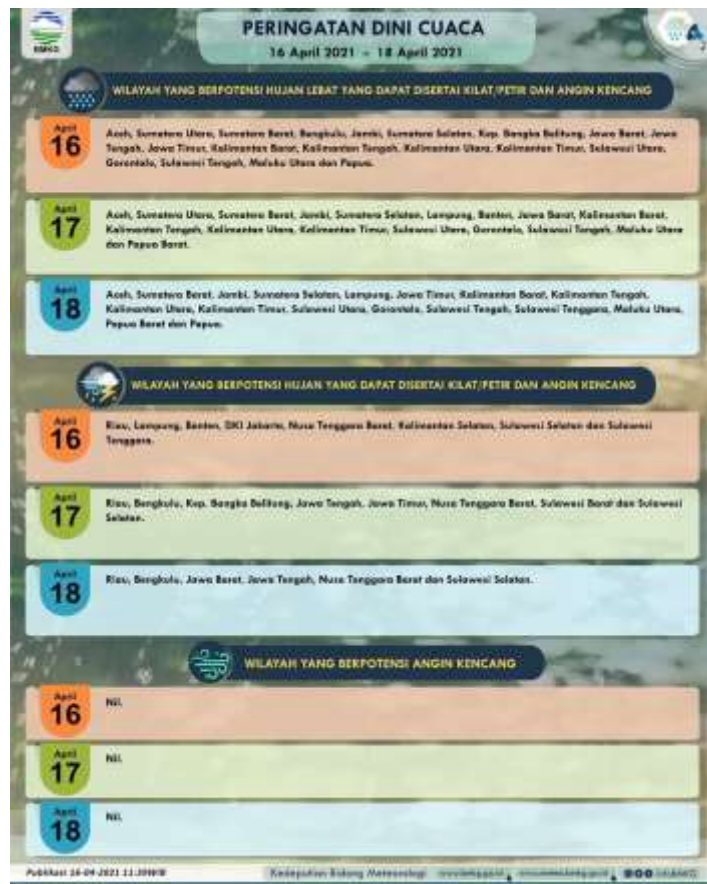 BMKG
PERINGATAN DINI CUACA
16 April 2021 - 18 April 2021
WILAYAH YANG BERPOTENSI HUJAN LEBAT YANG DAPAT DISERTAI KILAT/PETIR DAN ANGIN KENCANG
April
16
Aceh, Sumatera Utara, Sumatera Barat, Bengkulu, Jambi, Sumatera Selatan, Kep. Bangka Belitung, Jawa Barat, Jawa
Tengah, Jawa Timur, Kalimantan Barat, Kalimantan Tengah, Kalimantan Utara, Kalimantan Timur, Sulawesi Utara,
Gorontalo, Sulawesi Tengah, Maluku Utara dan Papua.
April
17
Aceh, Sumatera Utara, Sumatera Barat, Jambi, Sumatera Selatan, Lampung, Banten, Jawa Barat, Kalimantan Barat,
Kalimantan Tengah, Kalimantan Utara, Kalimantan Timur, Sulawesi Utara, Gorontalo, Sulawesi Tengah, Maluku Utara
dan Papua Barat.
April
18
Aceh, Sumatera Barat, Jambi, Sumatera Selatan, Lampung, Jawa Timur, Kalimantan Barat, Kalimantan Tengah,
Kalimantan Utara, Kalimantan Timur, Sulawesi Utara, Gorontalo, Sulawesi Tengah, Sulawesi Tenggara, Maluku Utara,
Papua Barat dan Papua.
WILAYAH YANG BERPOTENSI HUJAN YANG DAPAT DISERTAI KILAT/PETIR DAN ANGIN KENCANG
April
16
Riau, Lampung, Banten, DKI Jakarta, Nusa Tenggara Barat, Kalimantan Selatan, Sulawesi Selatan dan Sulawesi
Tenggara.
April
17
Riau, Bengkulu, Kep. Bangka Belitung, Jawa Tengah, Jawa Timur, Nusa Tenggara Barat, Sulawesi Barat dan Sulawesi
Selatan.
April
18
Riau, Bengkulu, Jawa Barat, Jawa Tengah, Nusa Tenggara Barat dan Sulawesi Selatan.
WILAYAH YANG BERPOTENSI ANGIN KENCANG
April
16
Nil.
April
17
Nil.
April
18
Nil.
Publikasi 16-04-2021 11:30WIB
Kedeputian Bidang Meteorologi